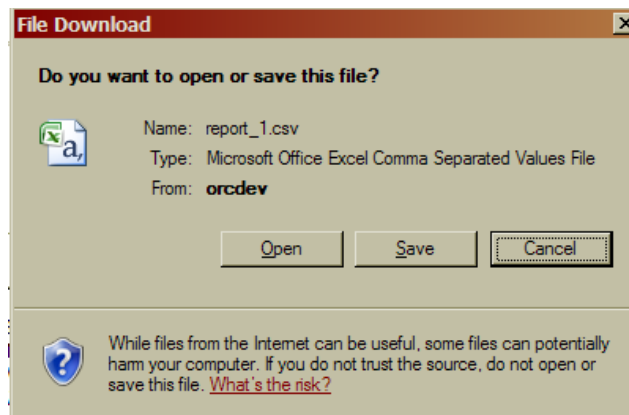 File Download
Do you want to open or save this file?
a,
Name: report_1.csv
Type: Microsoft Office Excel Comma Separated Values File
From: orcdev
Open Save Cancel
While files from the Internet can be useful, some files can potentially
harm your computer. If you do not trust the source, do not open or
save this file. What's the risk?